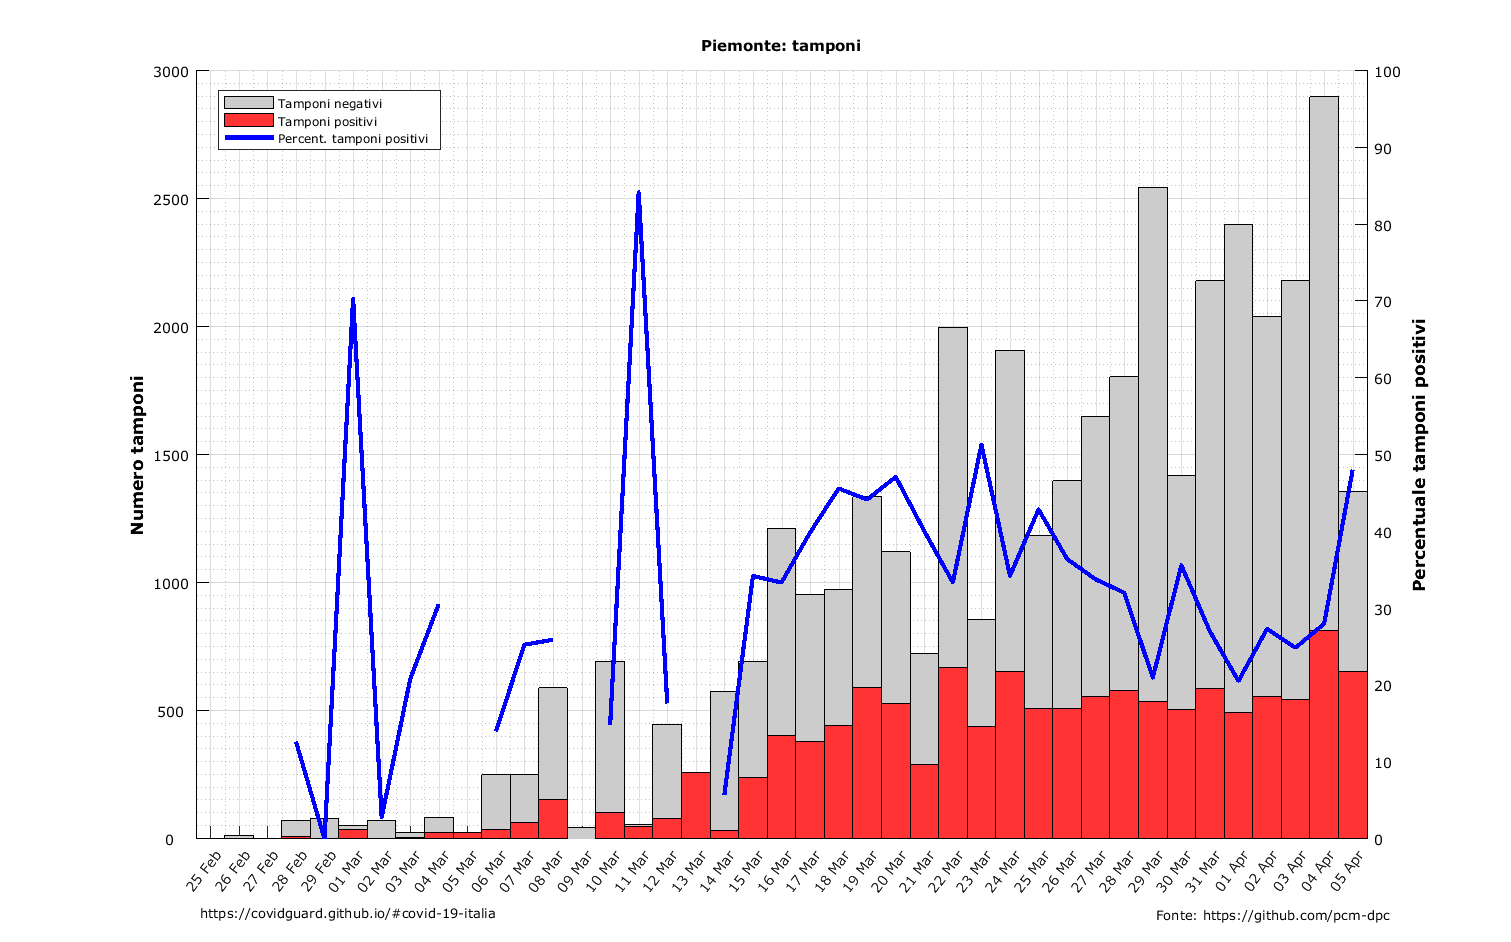 Piemonte: tamponi
Tamponi negativi
Tamponi positivi
Percent. tamponi positivi
Numero tamponi
3000
2500
2000
1500
1000
500
0
Percentuale tamponi positivi
100
90
80
70
60
50
40
30
20
10
0
25 Feb
26 Feb
27 Feb
28 Feb
29 Feb
01 Mar
02 Mar
03 Mar
04 Mar
05 Mar
06 Mar
07 Mar
08 Mar
09 Mar
10 Mar
11 Mar
12 Mar
13 Mar
14 Mar
15 Mar
16 Mar
17 Mar
18 Mar
19 Mar
20 Mar
21 Mar
22 Mar
23 Mar
24 Mar
25 Mar
26 Mar
27 Mar
28 Mar
29 Mar
30 Mar
31 Mar
01 Apr
02 Apr
03 Apr
04 Apr
05 Apr
https://covidguard.github.io/#covid-19-italia
Fonte: https://github.com/pcm-dpc